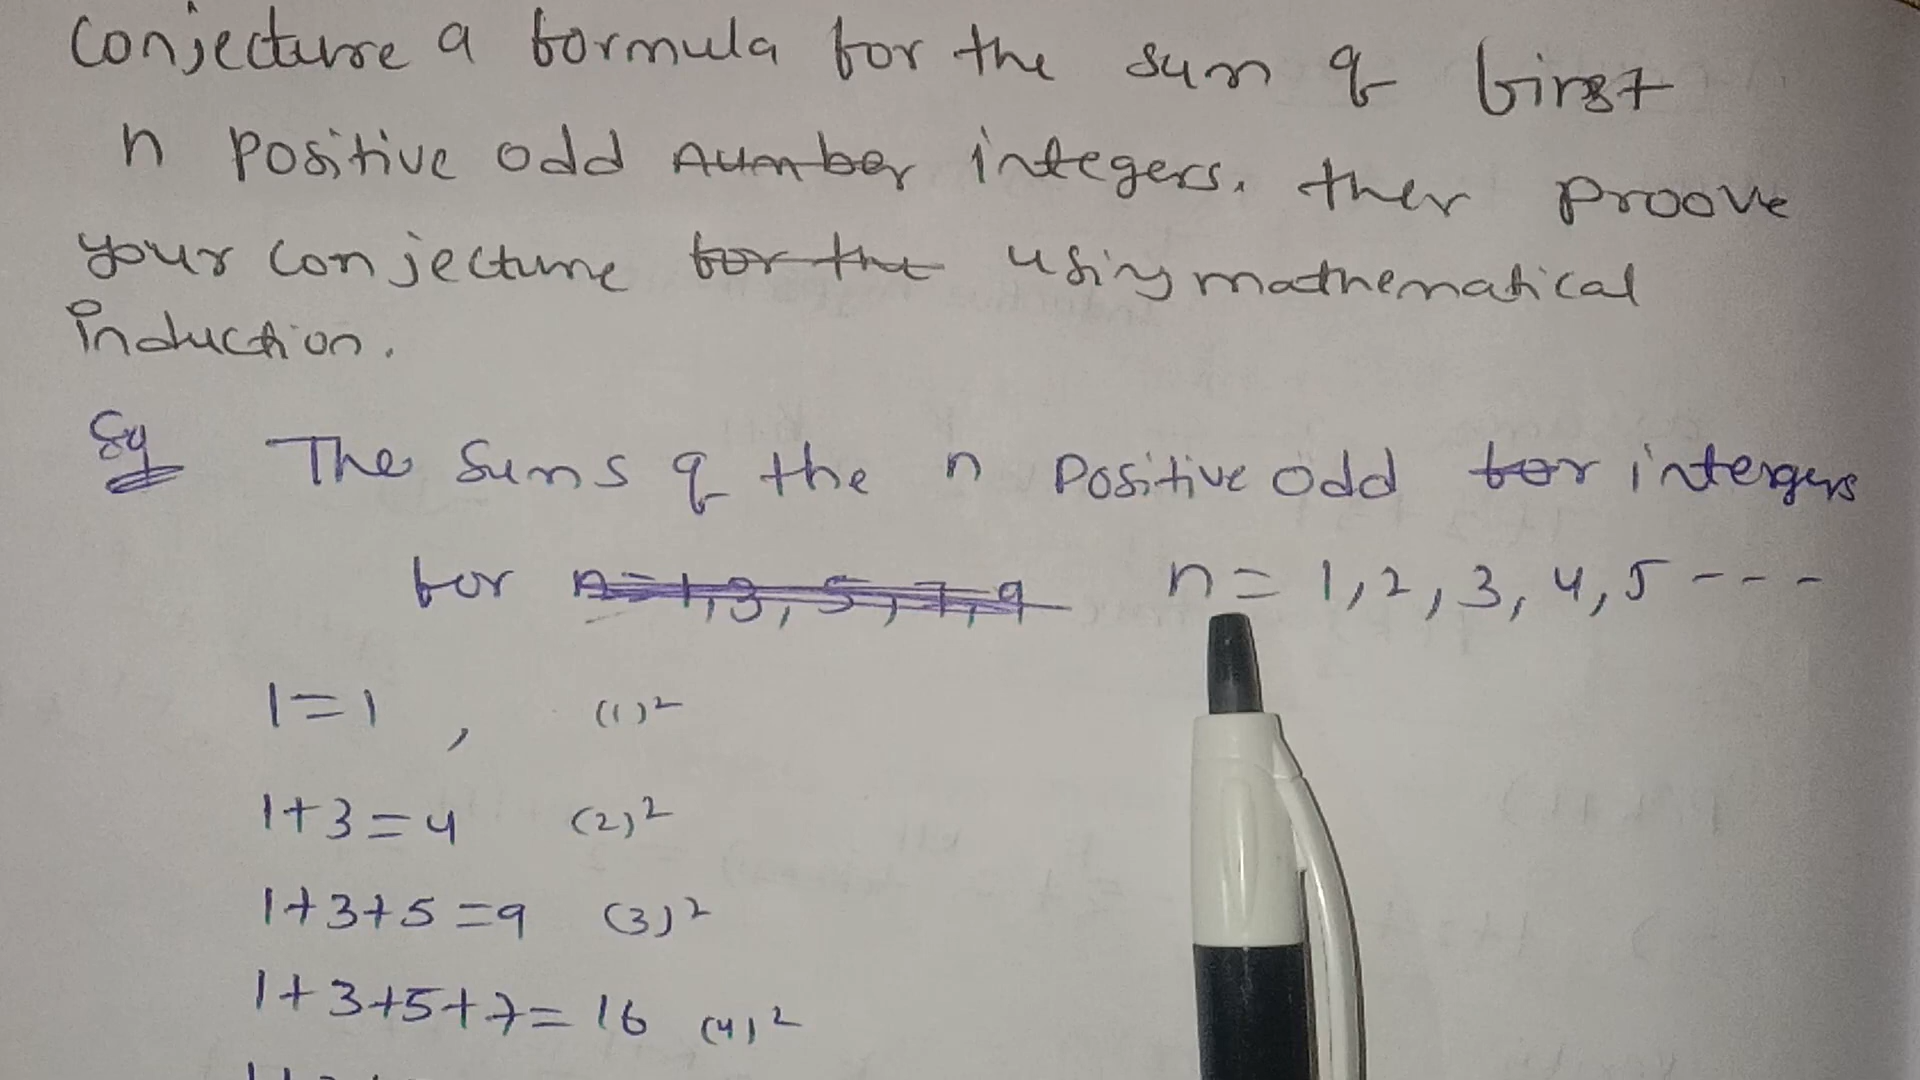 Conjecture a formula for the sum of first
n positive odd number integers. then proove
your conjecture for the using mathematical
induction.
The sums of the n positive odd for intergers
for n=1,3,5,7,9 n=1,2,3,4,5---
1=1 , (1)²
1+3=4 (2)²
1+3+5=9 (3)²
1+3+5+7=16 (4)²